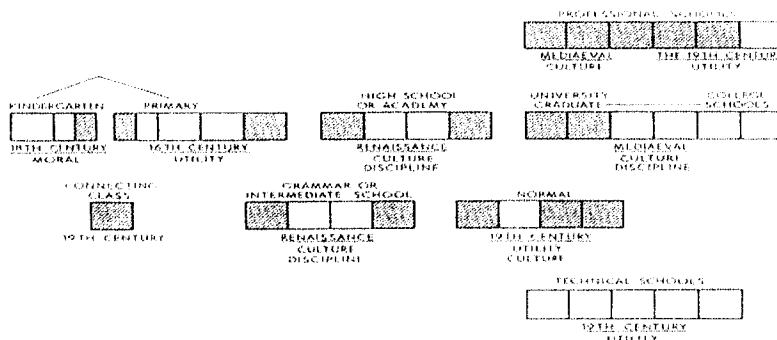 PROFESSIONAL SCHOOLS
MEDIAEVAL
CULTURE
THE 19TH CENTURY
UTILITY
KINDERGARTEN
18TH CENTURY
MORAL
PRIMARY
16TH CENTURY
UTILITY
HIGH SCHOOL
OR ACADEMY
RENAISSANCE
CULTURE
DISCIPLINE
UNIVERSITY
GRADUATE
COLLEGE
SCHOOLS
MEDIAEVAL
CULTURE
DISCIPLINE
CONNECTING
CLASS
19TH CENTURY
GRAMMAR OR
INTERMEDIATE SCHOOL
RENAISSANCE
CULTURE
DISCIPLINE
NORMAL
19TH CENTURY
UTILITY
CULTURE
TECHNICAL SCHOOLS
19TH CENTURY
UTILITY